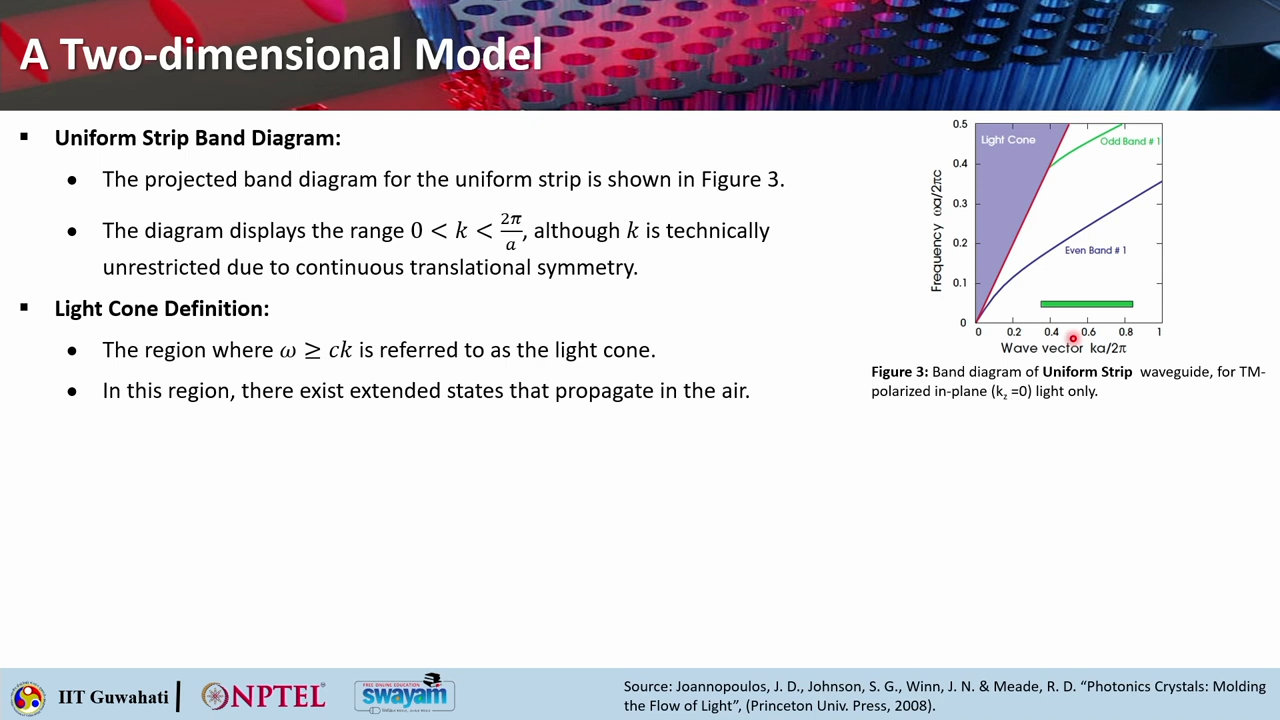 A Two-dimensional Model
▪ Uniform Strip Band Diagram:
● The projected band diagram for the uniform strip is shown in Figure 3.
● The diagram displays the range 0 < k < 2π/a, although k is technically
unrestricted due to continuous translational symmetry.
▪ Light Cone Definition:
● The region where ω ≥ ck is referred to as the light cone.
● In this region, there exist extended states that propagate in the air.
0.5
0.4
0.3
0.2
0.1
0
Frequency ωa/2πc
Light Cone
Odd Band # 1
Even Band # 1
0 0.2 0.4 0.6 0.8 1
Wave vector ka/2π
Figure 3: Band diagram of Uniform Strip waveguide, for TM-
polarized in-plane (kz =0) light only.
IIT Guwahati
NPTEL
FREE ONLINE EDUCATION
swayam
Source: Joannopoulos, J. D., Johnson, S. G., Winn, J. N. & Meade, R. D. “Photonics Crystals: Molding
the Flow of Light”, (Princeton Univ. Press, 2008).